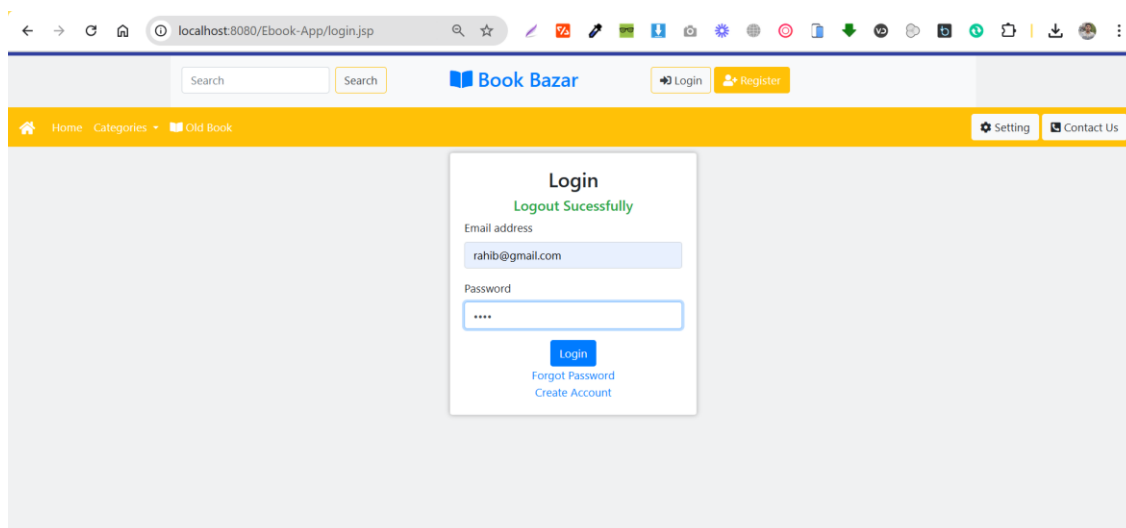 localhost:8080/Ebook-App/login.jsp
Search Search Book Bazar Login Register
Home Categories Old Book Setting Contact Us
Login
Logout Sucessfully
Email address
rahib@gmail.com
Password
••••
Login
Forgot Password
Create Account